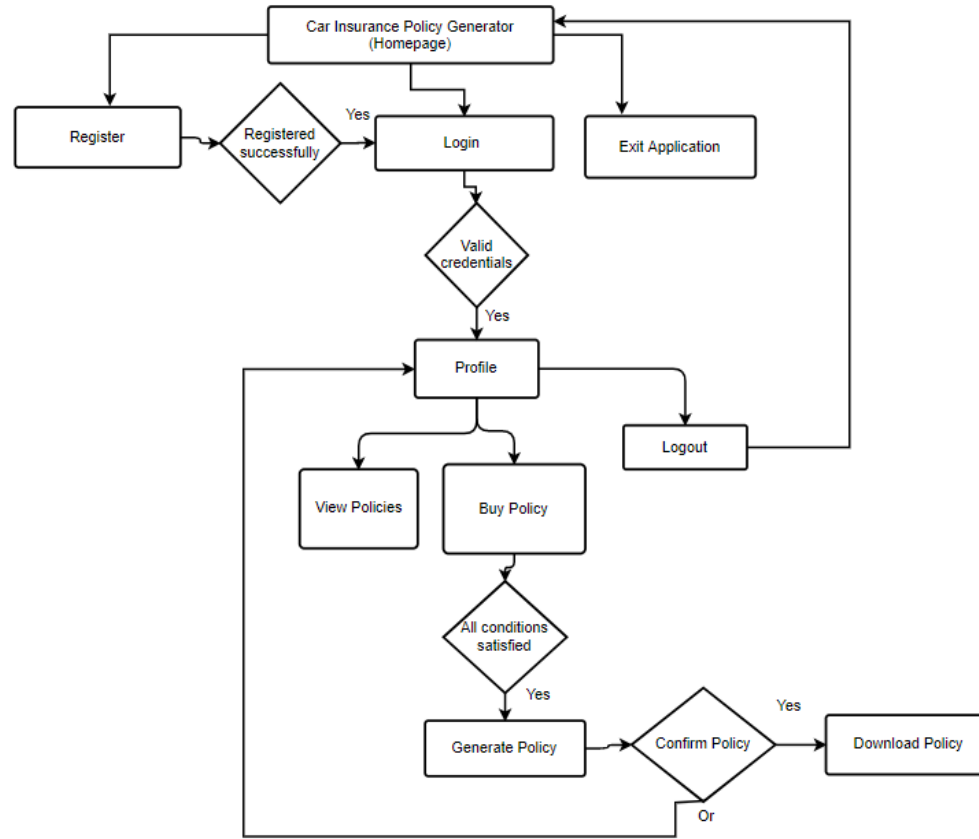 Car Insurance Policy Generator
(Homepage)
Register
Registered
successfully
Yes
Login
Exit Application
Valid
credentials
Yes
Profile
Logout
View Policies
Buy Policy
All conditions
satisfied
Yes
Generate Policy
Confirm Policy
Yes
Download Policy
Or